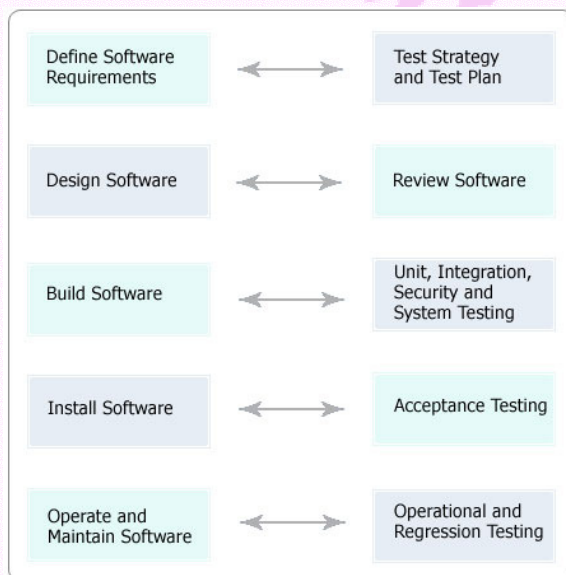 Define Software
Requirements
Test Strategy
and Test Plan
Design Software
Review Software
Build Software
Unit, Integration,
Security and
System Testing
Install Software
Acceptance Testing
Operate and
Maintain Software
Operational and
Regression Testing